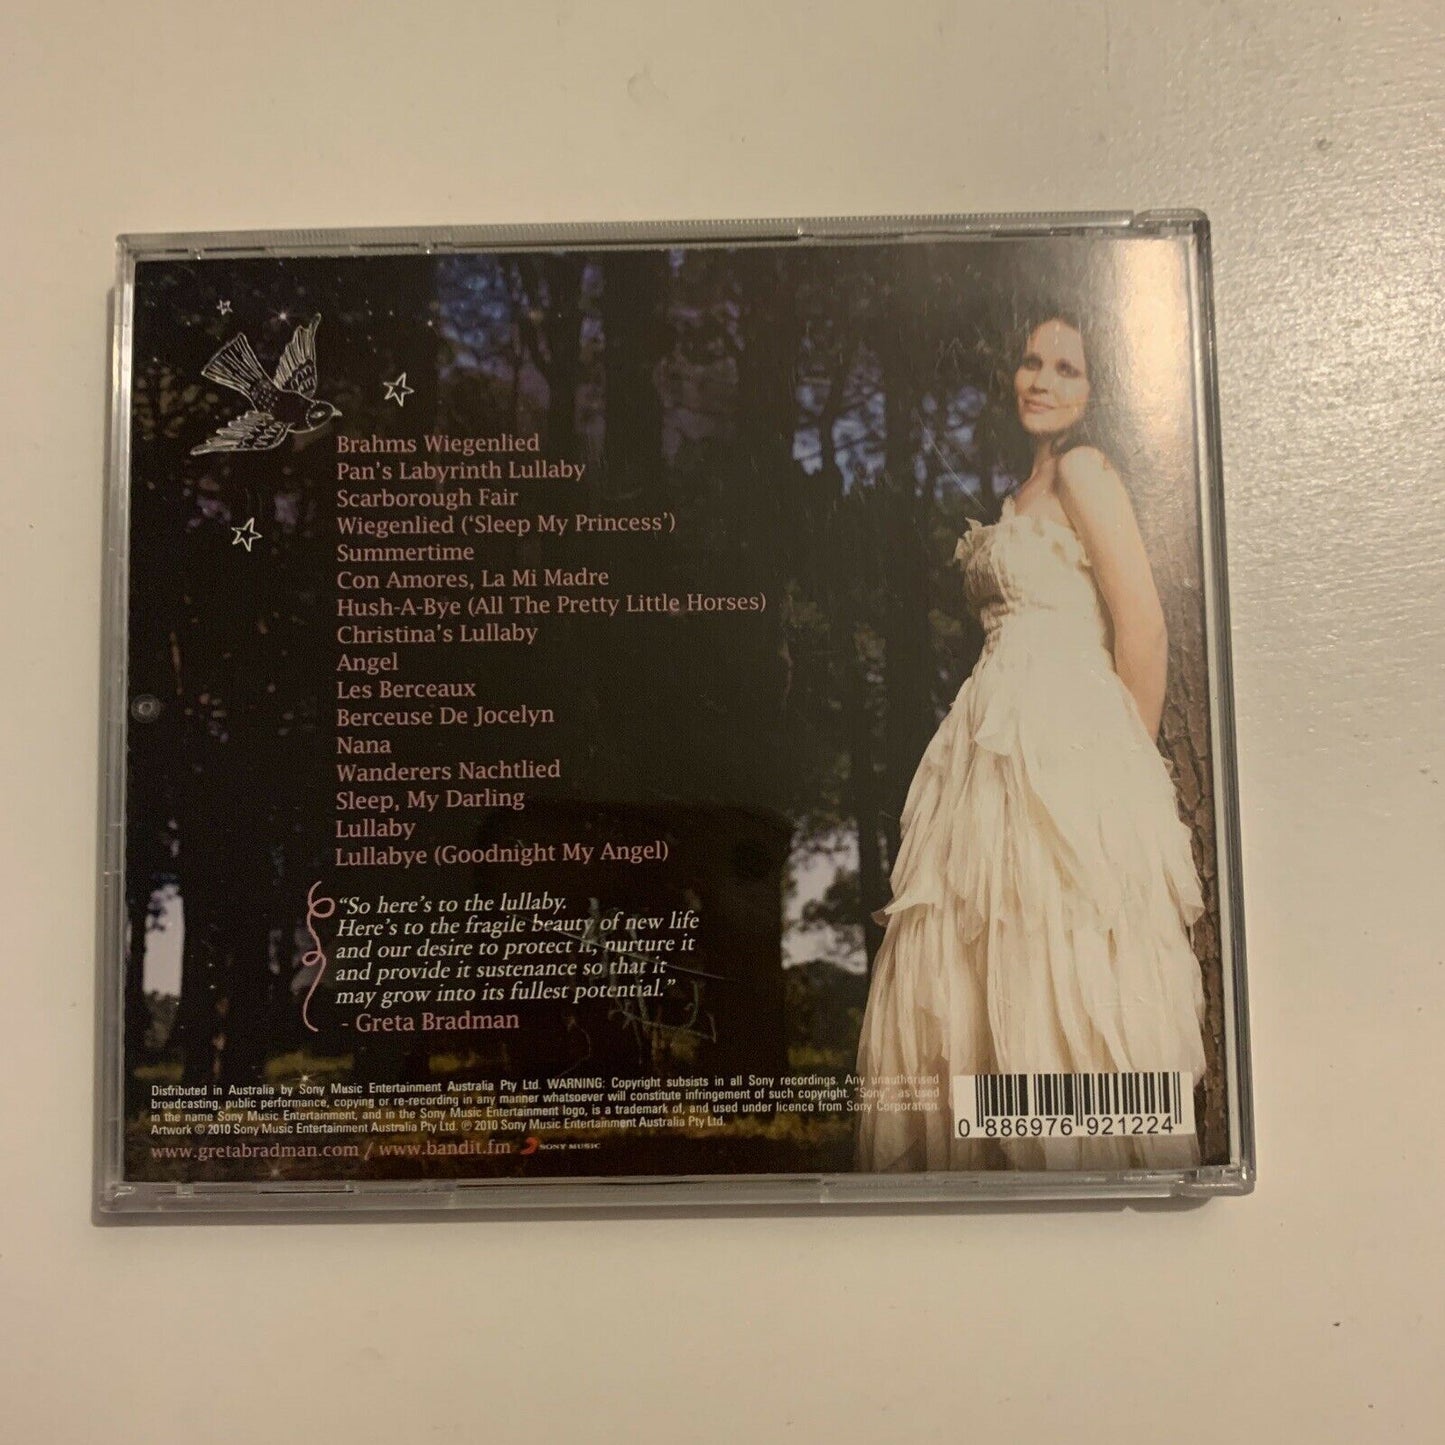 Brahms Wiegenlied
Pan's Labyrinth Lullaby
Scarborough Fair
Wiegenlied ('Sleep My Princess')
Summertime
Con Amores, La Mi Madre
Hush-A-Bye (All The Pretty Little Horses)
Christina's Lullaby
Angel
Les Berceaux
Berceuse De Jocelyn
Nana
Wanderers Nachtlied
Sleep, My Darling
Lullaby
Lullabye (Goodnight My Angel)
"So here's to the lullaby.
Here's to the fragile beauty of new life
and our desire to protect it, nurture it
and provide it sustenance so that it
may grow into its fullest potential."
- Greta Bradman
Distributed in Australia by Sony Music Entertainment Australia Pty Ltd. WARNING: Copyright subsists in all Sony recordings. Any unauthorised
broadcasting, public performance, copying or re-recording in any manner whatsoever will constitute infringement of such copyright. "Sony", as used
in the name Sony Music Entertainment, and in the Sony Music Entertainment logo, is a trademark of, and used under licence from Sony Corporation.
Artwork © 2010 Sony Music Entertainment Australia Pty Ltd. ℗ 2010 Sony Music Entertainment Australia Pty Ltd.
www.gretabradman.com / www.bandit.fm SONY MUSIC
0 886976 921224